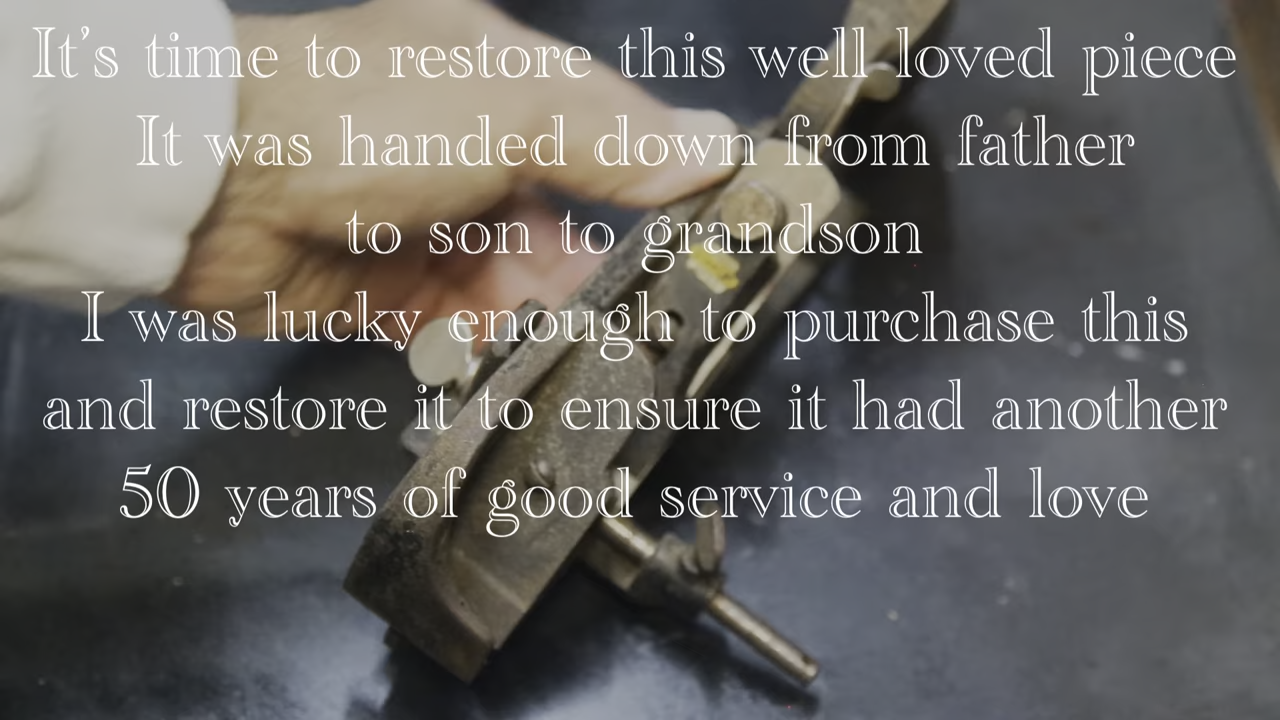 It's time to restore this well loved piece
It was handed down from father
to son to grandson
I was lucky enough to purchase this
and restore it to ensure it had another
50 years of good service and love